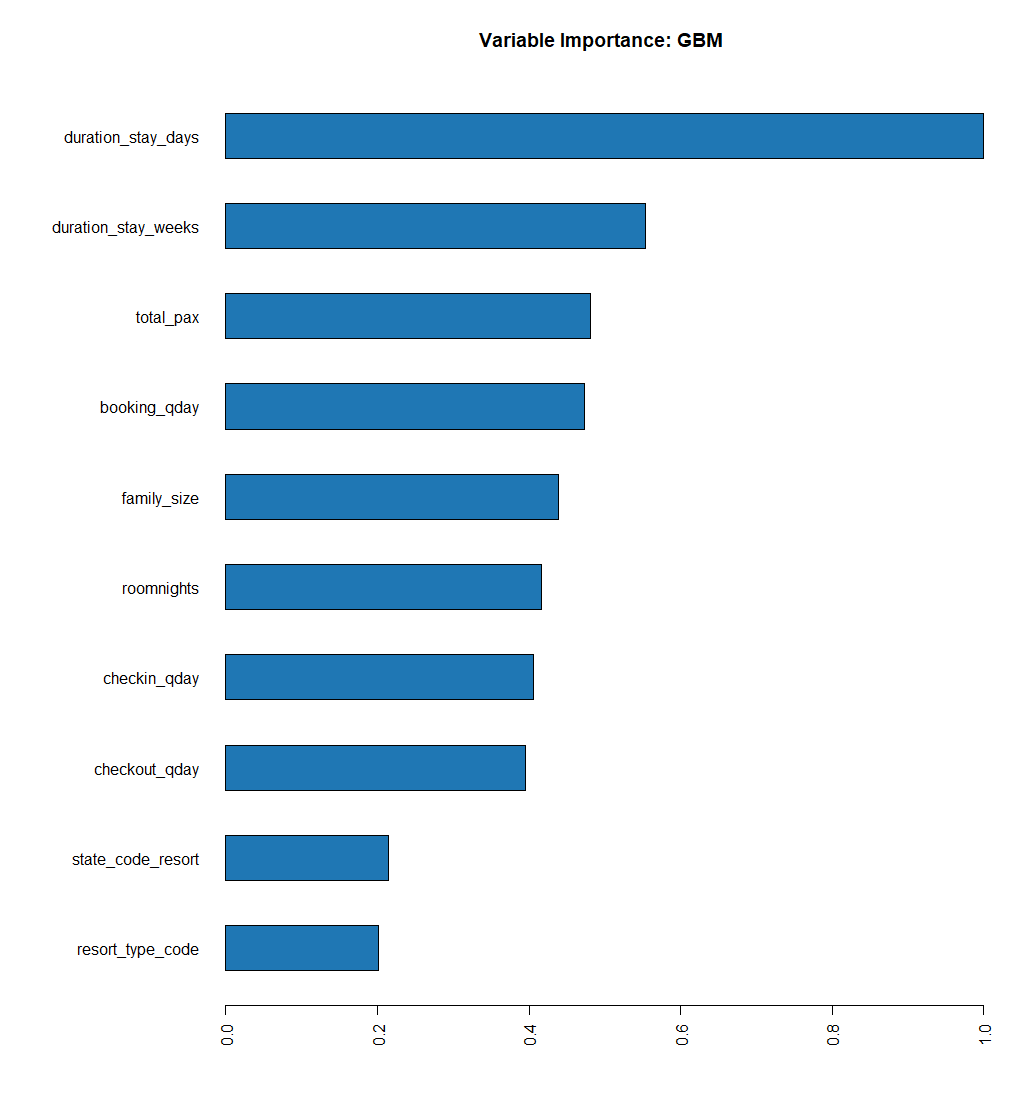 Variable Importance: GBM
duration_stay_days
duration_stay_weeks
total_pax
booking_qday
family_size
roomnights
checkin_qday
checkout_qday
state_code_resort
resort_type_code
0.0
0.2
0.4
0.6
0.8
1.0